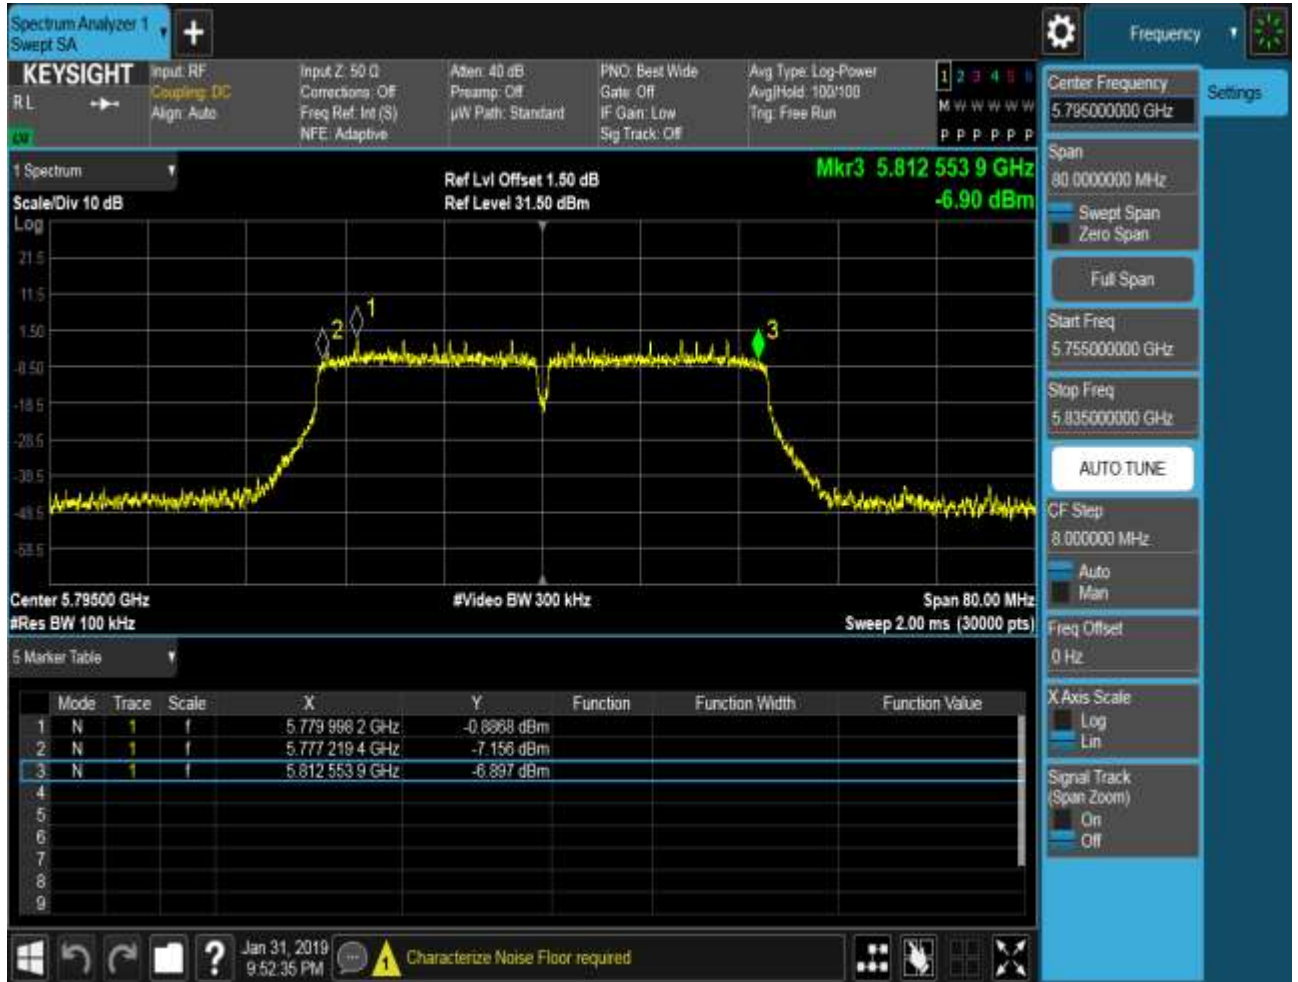 Spectrum Analyzer 1
Swept SA
Frequency
KEYSIGHT
Input: RF
Coupling: DC
Align: Auto
Input Z: 50 Ω
Corrections: Off
Freq Ref: Int (S)
NFE: Adaptive
Atten: 40 dB
Preamp: Off
µW Path: Standard
PNO: Best Wide
Gate: Off
IF Gain: Low
Sig Track: Off
Avg Type: Log-Power
Avg|Hold: 100/100
Trig: Free Run
1 2 3 4 5 6
M W W W W W
P P P P P P
R L
LXI
1 Spectrum
Scale/Div 10 dB
Log
Ref Lvl Offset 1.50 dB
Ref Level 31.50 dBm
Mkr3 5.812 553 9 GHz
-6.90 dBm
21.5
11.5
1.50
-8.50
-18.5
-28.5
-38.5
-48.5
-58.5
1
2
3
Center 5.79500 GHz
#Video BW 300 kHz
Span 80.00 MHz
#Res BW 100 kHz
Sweep 2.00 ms (30000 pts)
5 Marker Table
Mode Trace Scale X Y Function Function Width Function Value
1 N 1 f 5.779 998 2 GHz -0.8868 dBm
2 N 1 f 5.777 219 4 GHz -7.156 dBm
3 N 1 f 5.812 553 9 GHz -6.897 dBm
4
5
6
7
8
9
Center Frequency
5.795000000 GHz
Settings
Span
80.0000000 MHz
Swept Span
Zero Span
Full Span
Start Freq
5.755000000 GHz
Stop Freq
5.835000000 GHz
AUTO TUNE
CF Step
8.000000 MHz
Auto
Man
Freq Offset
0 Hz
X Axis Scale
Log
Lin
Signal Track
(Span Zoom)
On
Off
?
Jan 31, 2019
9:52:35 PM
1
Characterize Noise Floor required